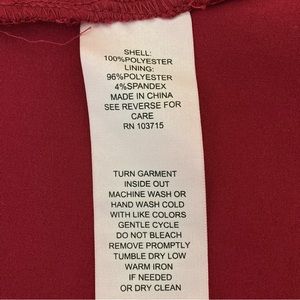 SHELL:
100%POLYESTER
LINING:
96%POLYESTER
4%SPANDEX
MADE IN CHINA
SEE REVERSE FOR
CARE
RN 103715
TURN GARMENT
INSIDE OUT
MACHINE WASH OR
HAND WASH COLD
WITH LIKE COLORS
GENTLE CYCLE
DO NOT BLEACH
REMOVE PROMPTLY
TUMBLE DRY LOW
WARM IRON
IF NEEDED
OR DRY CLEAN